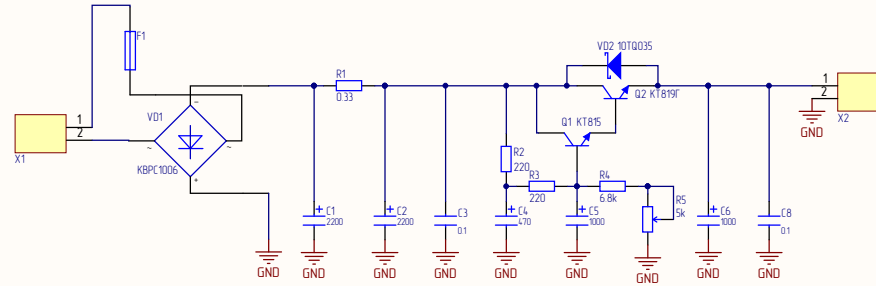 F1
VD2 10TQ035
R1
0.33
Q2 КТ819Г
1
2
X2
GND
1
2
X1
VD1
~
~
−
+
KBPC1006
Q1 КТ815
R2
220
R3
220
R4
6.8k
R5
5k
+ C1
2200
+ C2
2200
C3
0.1
+ C4
470
+ C5
1000
+ C6
1000
C8
0.1
GND
GND
GND
GND
GND
GND
GND
GND
GND